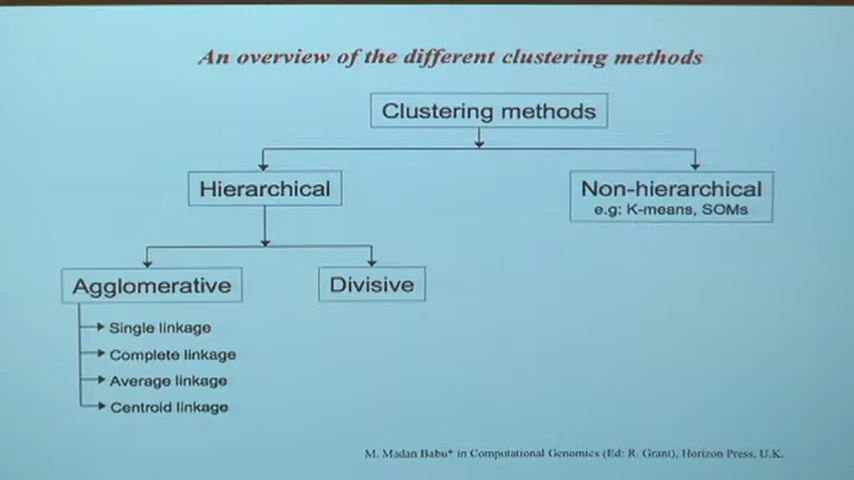 An overview of the different clustering methods
Clustering methods
Hierarchical
Non-hierarchical
e.g: K-means, SOMs
Agglomerative
Divisive
Single linkage
Complete linkage
Average linkage
Centroid linkage
M. Madan Babu* in Computational Genomics (Ed: R. Grant), Horizon Press, U.K.